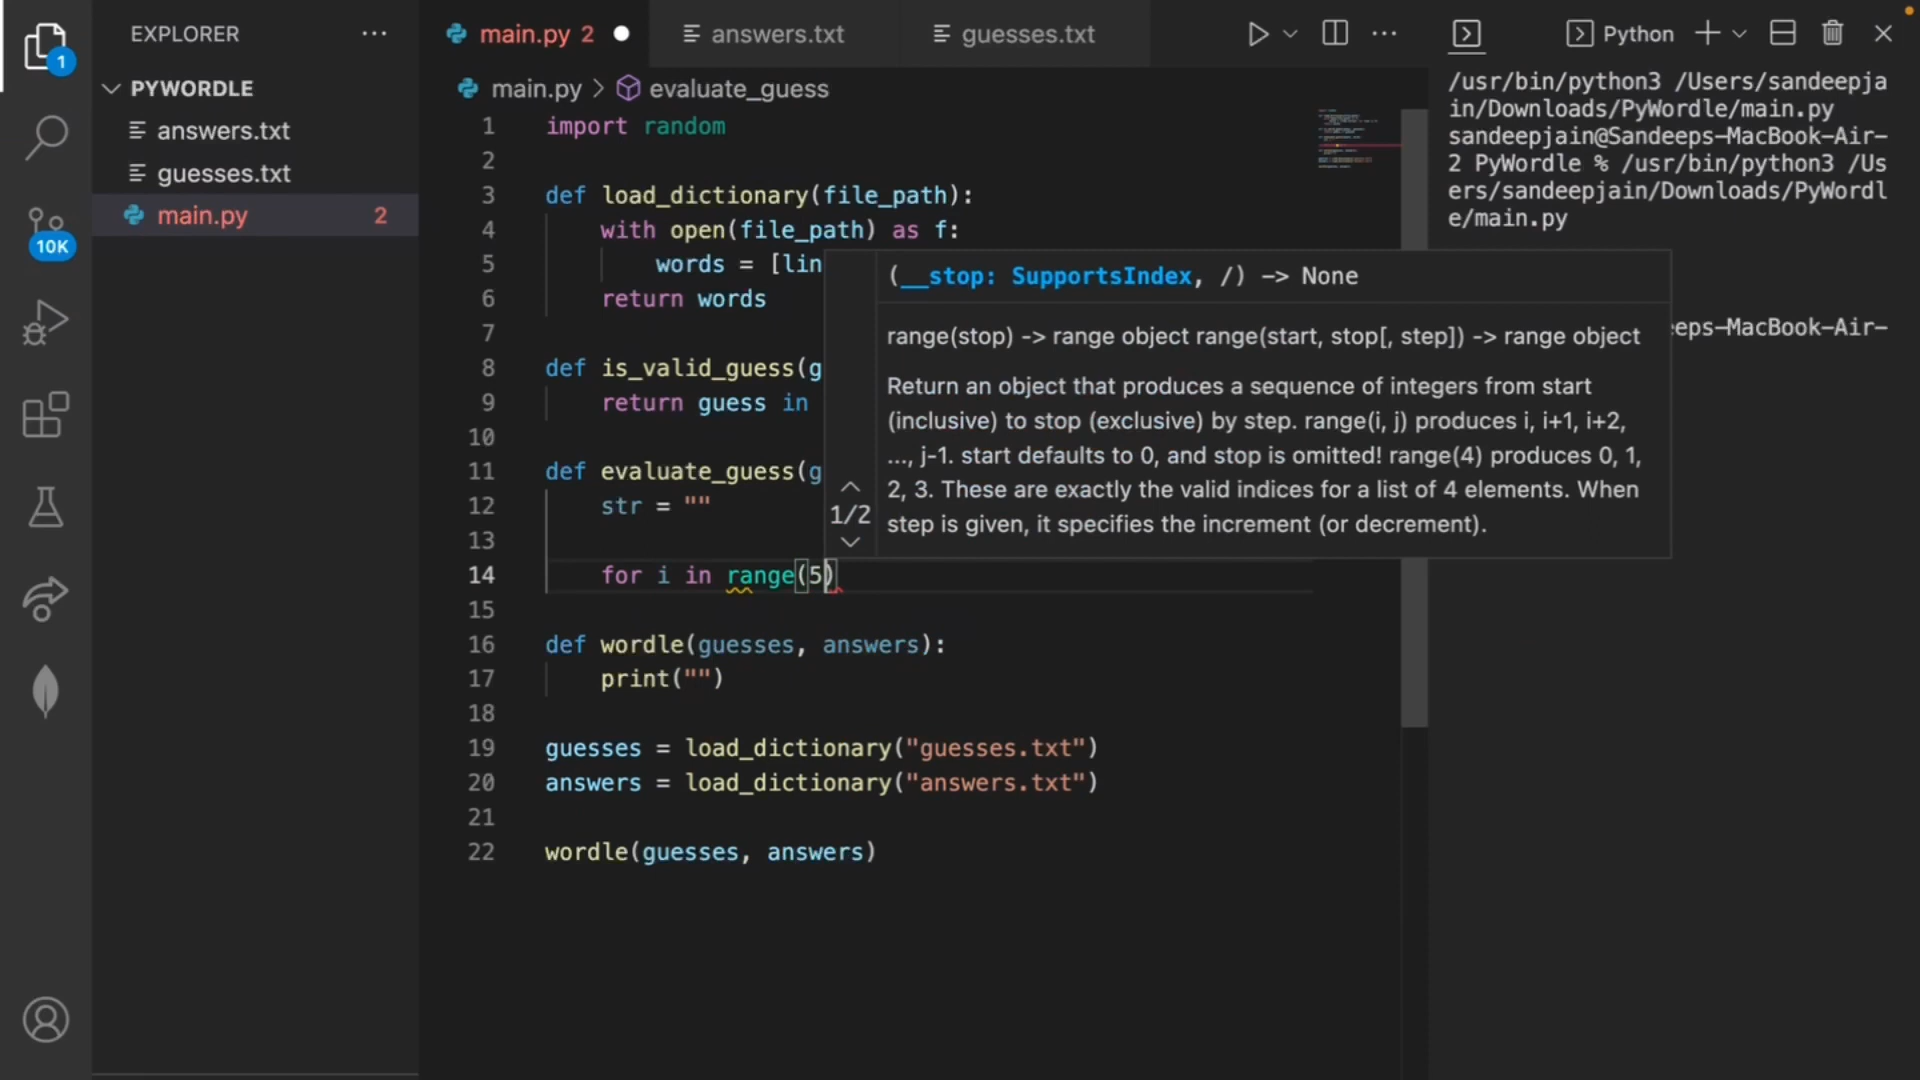 EXPLORER
PYWORDLE
answers.txt
guesses.txt
main.py 2
1
10K
main.py 2 answers.txt guesses.txt
main.py > evaluate_guess
1 import random
2
3 def load_dictionary(file_path):
4 with open(file_path) as f:
5 words = [lin
6 return words
7
8 def is_valid_guess(g
9 return guess in
10
11 def evaluate_guess(g
12 str = ""
13
14 for i in range(5)
15
16 def wordle(guesses, answers):
17 print("")
18
19 guesses = load_dictionary("guesses.txt")
20 answers = load_dictionary("answers.txt")
21
22 wordle(guesses, answers)
1/2
(__stop: SupportsIndex, /) -> None
range(stop) -> range object range(start, stop[, step]) -> range object
Return an object that produces a sequence of integers from start
(inclusive) to stop (exclusive) by step. range(i, j) produces i, i+1, i+2,
..., j-1. start defaults to 0, and stop is omitted! range(4) produces 0, 1,
2, 3. These are exactly the valid indices for a list of 4 elements. When
step is given, it specifies the increment (or decrement).
Python
/usr/bin/python3 /Users/sandeepja
in/Downloads/PyWordle/main.py
sandeepjain@Sandeeps-MacBook-Air-
2 PyWordle % /usr/bin/python3 /Us
ers/sandeepjain/Downloads/PyWordl
e/main.py
eeps-MacBook-Air-